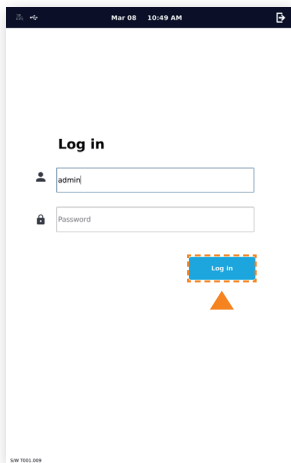 Mar 08 10:49 AM
Log in
admin
Password
Log in
S/W T001.009